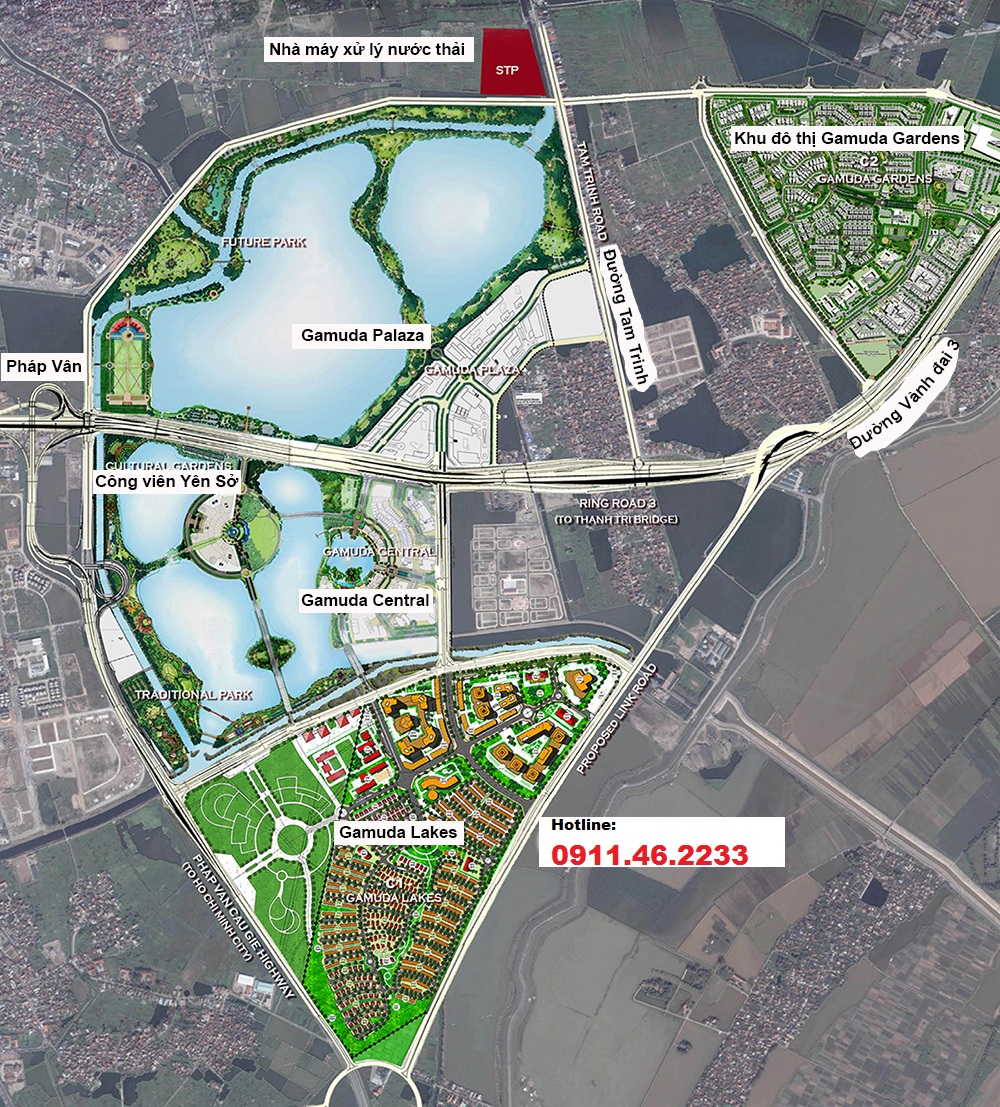 Nhà máy xử lý nước thải
STP
Khu đô thị Gamuda Gardens
C2
GAMUDA GARDENS
TAM TRINH ROAD
FUTURE PARK
Đường Tam Trinh
Gamuda Palaza
Pháp Vân
GAMUDA PLAZA
Đường Vành đai 3
CULTURAL GARDENS
Công viên Yên Sở
RING ROAD 3
(TO THANH TRI BRIDGE)
GAMUDA CENTRAL
Gamuda Central
TRADITIONAL PARK
PROPOSED LINK ROAD
Gamuda Lakes
Hotline:
0911.46.2233
C1
GAMUDA LAKES
PHAP VAN CAU GIE HIGHWAY
(TO HO CHI MINH CITY)